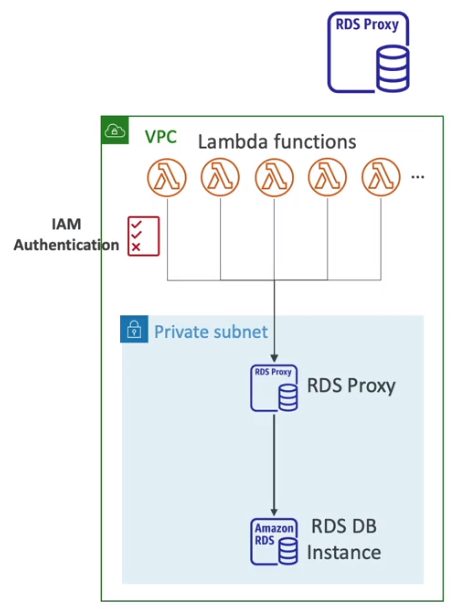 RDS Proxy
VPC
Lambda functions
...
IAM
Authentication
Private subnet
RDS Proxy
RDS Proxy
Amazon
RDS
RDS DB
Instance